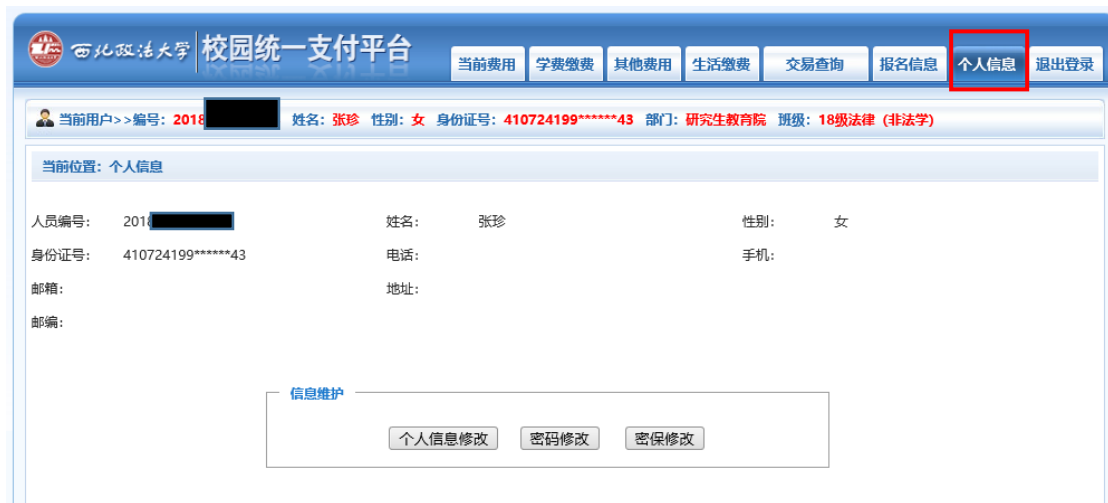 西北政法大学 校园统一支付平台
当前费用 学费缴费 其他费用 生活缴费 交易查询 报名信息 个人信息 退出登录
当前用户>>编号: 2018 姓名: 张珍 性别: 女 身份证号: 410724199******43 部门: 研究生教育院 班级: 18级法律 (非法学)
当前位置: 个人信息
人员编号: 201 姓名: 张珍 性别: 女
身份证号: 410724199******43 电话: 手机:
邮箱: 地址:
邮编:
信息维护
个人信息修改 密码修改 密保修改